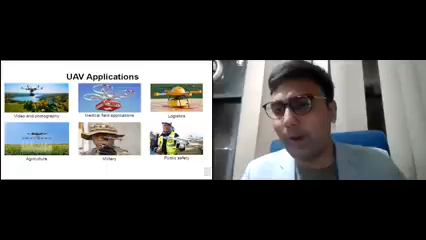 UAV Applications
Video and photography
Medical field applications
Logistics
Agriculture
Military
Public safety